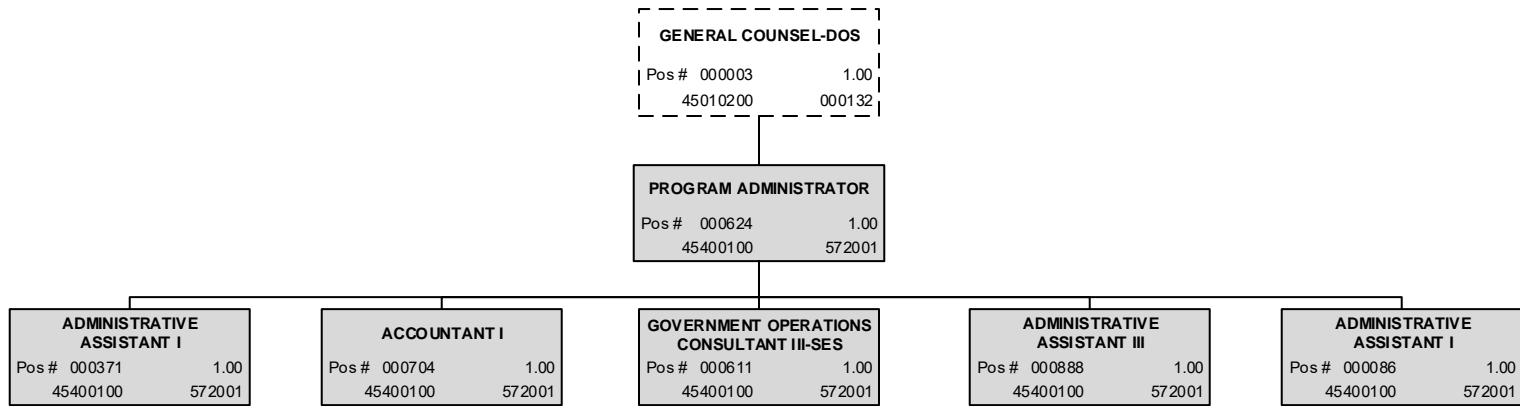 GENERAL COUNSEL-DOS
Pos # 000003 1.00
45010200 000132
PROGRAM ADMINISTRATOR
Pos # 000624 1.00
45400100 572001
ADMINISTRATIVE
ASSISTANT I
Pos # 000371 1.00
45400100 572001
ACCOUNTANT I
Pos # 000704 1.00
45400100 572001
GOVERNMENT OPERATIONS
CONSULTANT III-SES
Pos # 000611 1.00
45400100 572001
ADMINISTRATIVE
ASSISTANT III
Pos # 000888 1.00
45400100 572001
ADMINISTRATIVE
ASSISTANT I
Pos # 000086 1.00
45400100 572001